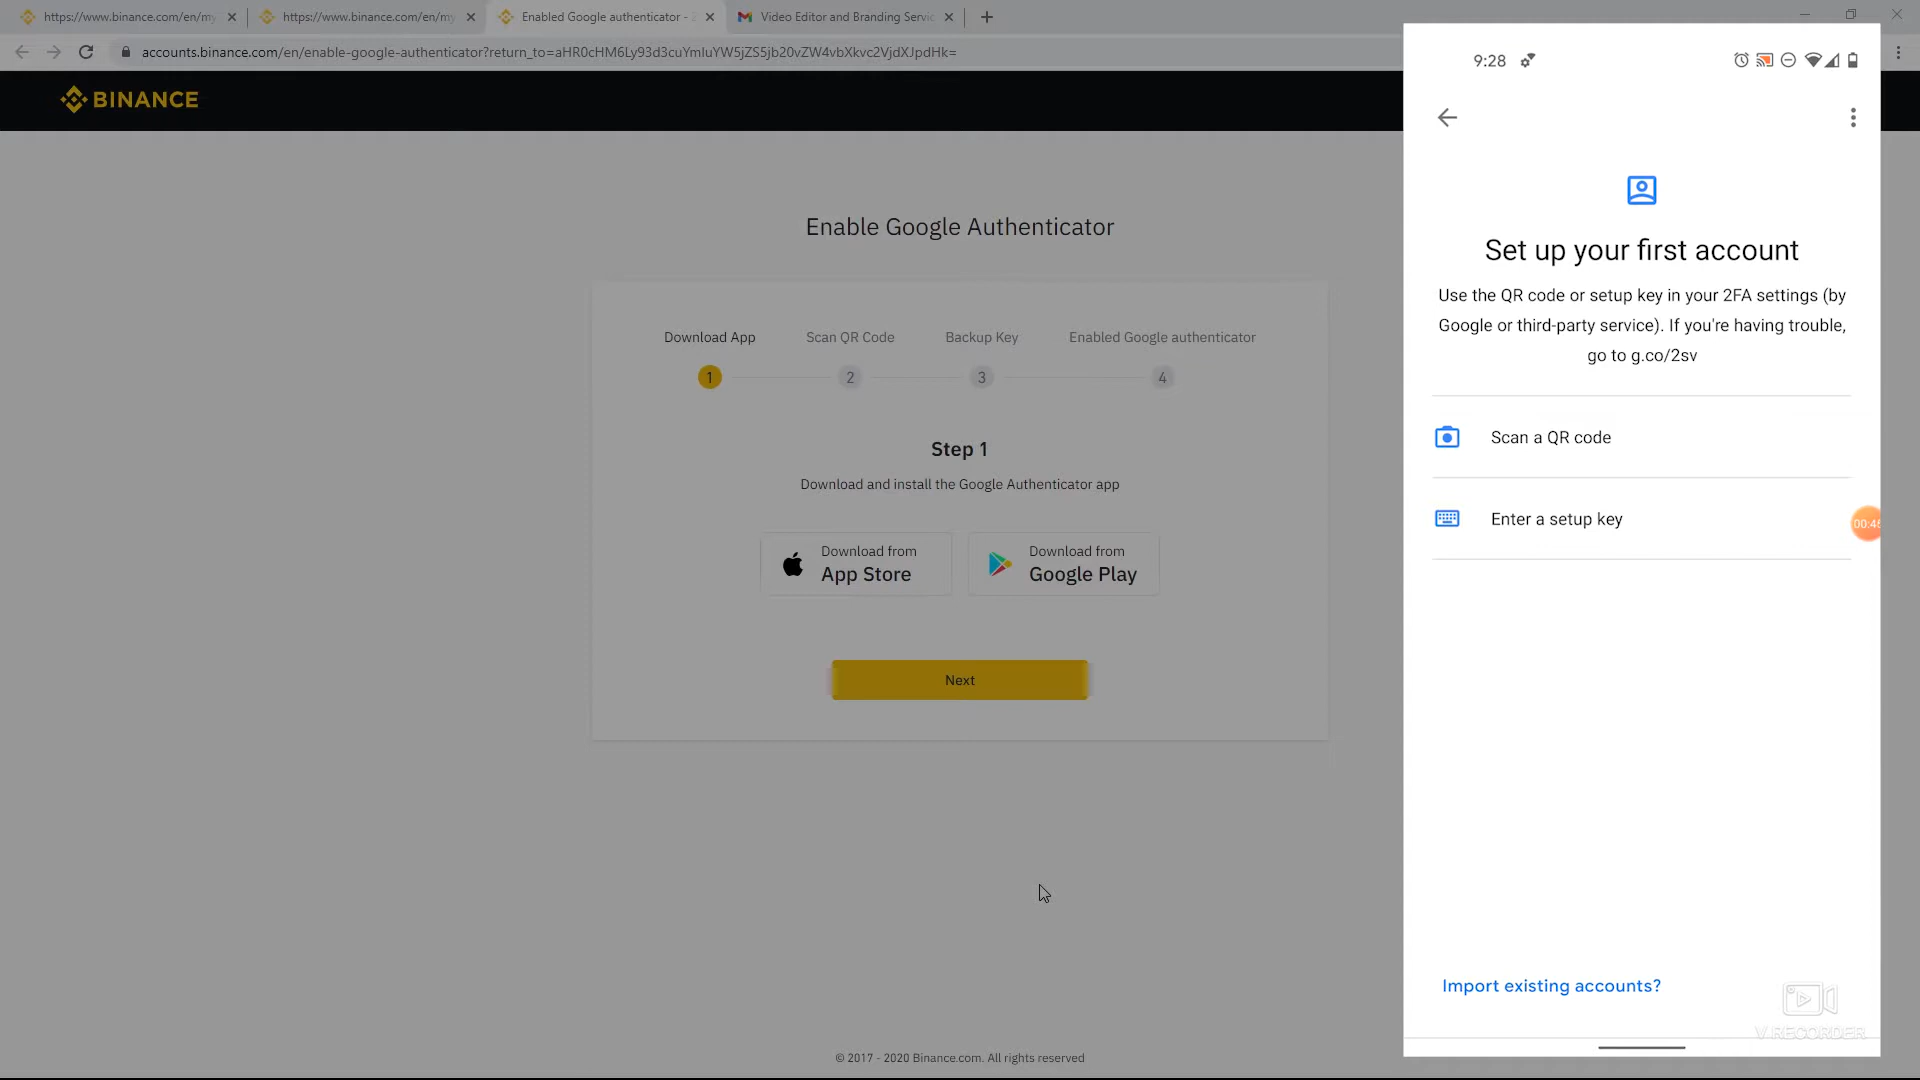 https://www.binance.com/en/my
https://www.binance.com/en/my
Enabled Google authenticator -
Video Editor and Branding Servic
accounts.binance.com/en/enable-google-authenticator?return_to=aHR0cHM6Ly93d3cuYmluYW5jZS5jb20vZW4vbXkvc2VjdXJpdHk=
BINANCE
Enable Google Authenticator
Download App
Scan QR Code
Backup Key
Enabled Google authenticator
1
2
3
4
Step 1
Download and install the Google Authenticator app
Download from
App Store
Download from
Google Play
Next
© 2017 - 2020 Binance.com. All rights reserved
9:28
Set up your first account
Use the QR code or setup key in your 2FA settings (by
Google or third-party service). If you're having trouble,
go to g.co/2sv
Scan a QR code
Enter a setup key
00:46
Import existing accounts?
V RECORDER